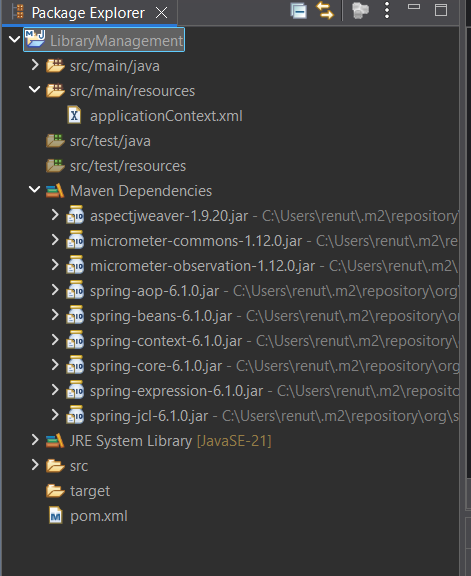 Package Explorer
LibraryManagement
src/main/java
src/main/resources
applicationContext.xml
src/test/java
src/test/resources
Maven Dependencies
aspectjweaver-1.9.20.jar - C:\Users\renut\.m2\repository\
micrometer-commons-1.12.0.jar - C:\Users\renut\.m2\re
micrometer-observation-1.12.0.jar - C:\Users\renut\.m2\
spring-aop-6.1.0.jar - C:\Users\renut\.m2\repository\org\
spring-beans-6.1.0.jar - C:\Users\renut\.m2\repository\o
spring-context-6.1.0.jar - C:\Users\renut\.m2\repository\
spring-core-6.1.0.jar - C:\Users\renut\.m2\repository\org
spring-expression-6.1.0.jar - C:\Users\renut\.m2\reposito
spring-jcl-6.1.0.jar - C:\Users\renut\.m2\repository\org\s
JRE System Library [JavaSE-21]
src
target
pom.xml